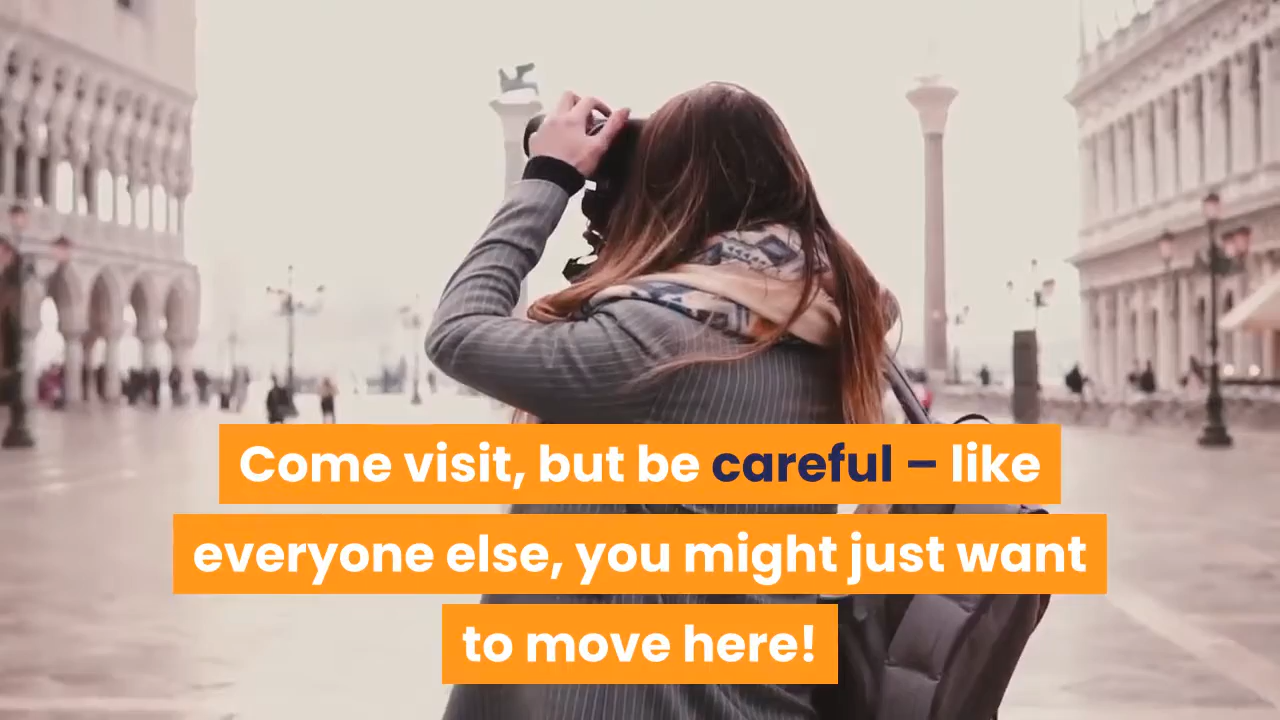 Come visit, but be careful – like
everyone else, you might just want
to move here!